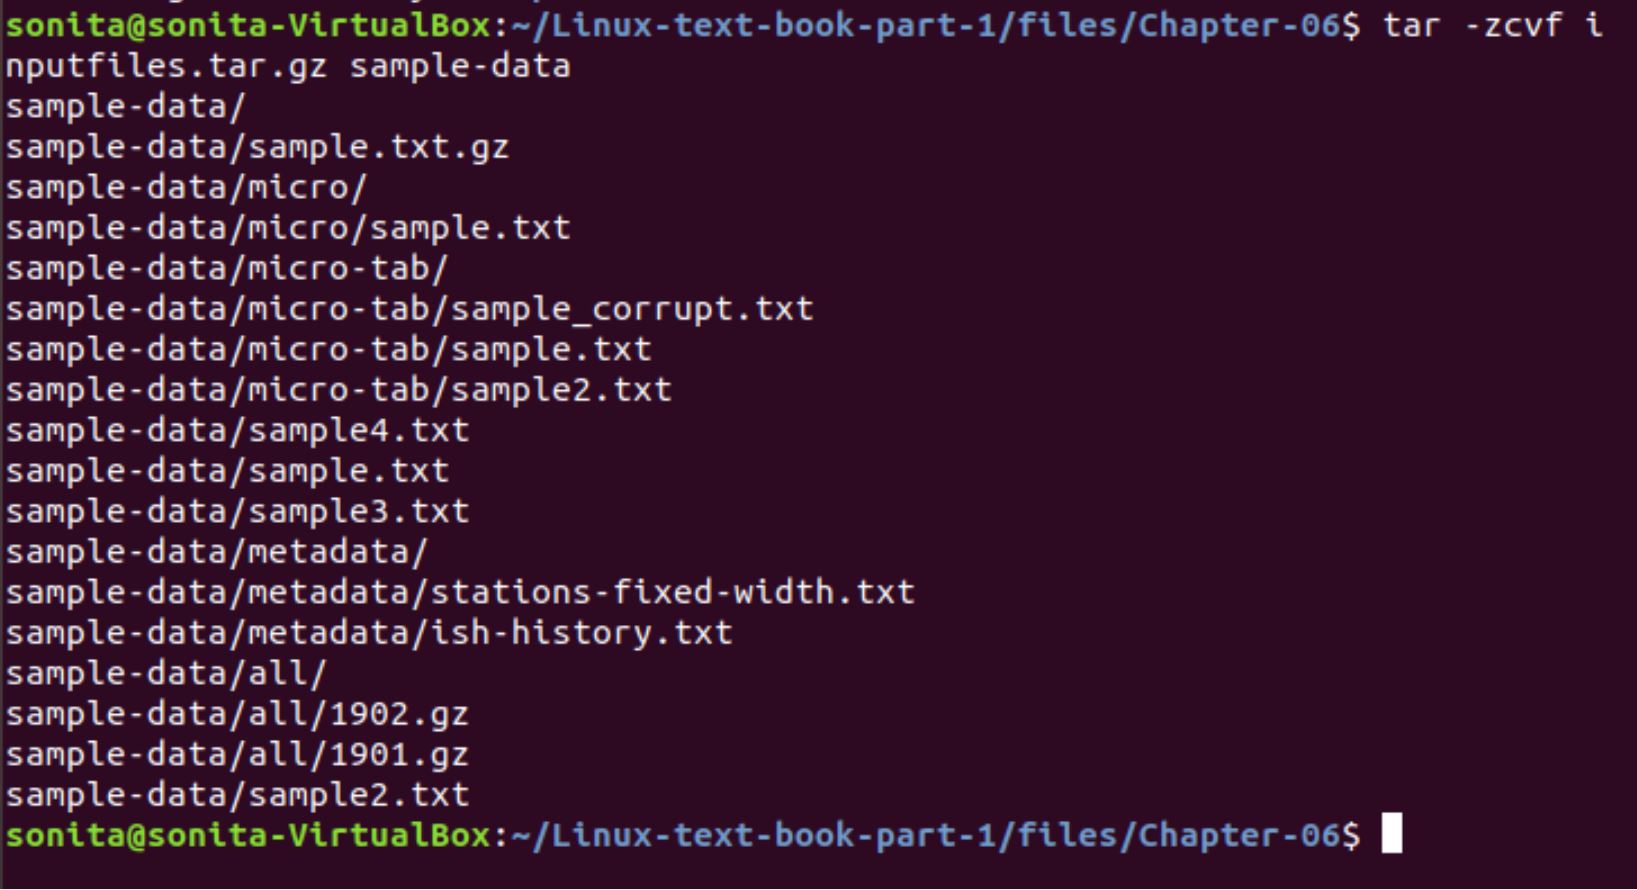 sonita@sonita-VirtualBox:~/Linux-text-book-part-1/files/Chapter-06$ tar -zcvf i
nputfiles.tar.gz sample-data
sample-data/
sample-data/sample.txt.gz
sample-data/micro/
sample-data/micro/sample.txt
sample-data/micro-tab/
sample-data/micro-tab/sample_corrupt.txt
sample-data/micro-tab/sample.txt
sample-data/micro-tab/sample2.txt
sample-data/sample4.txt
sample-data/sample.txt
sample-data/sample3.txt
sample-data/metadata/
sample-data/metadata/stations-fixed-width.txt
sample-data/metadata/ish-history.txt
sample-data/all/
sample-data/all/1902.gz
sample-data/all/1901.gz
sample-data/sample2.txt
sonita@sonita-VirtualBox:~/Linux-text-book-part-1/files/Chapter-06$